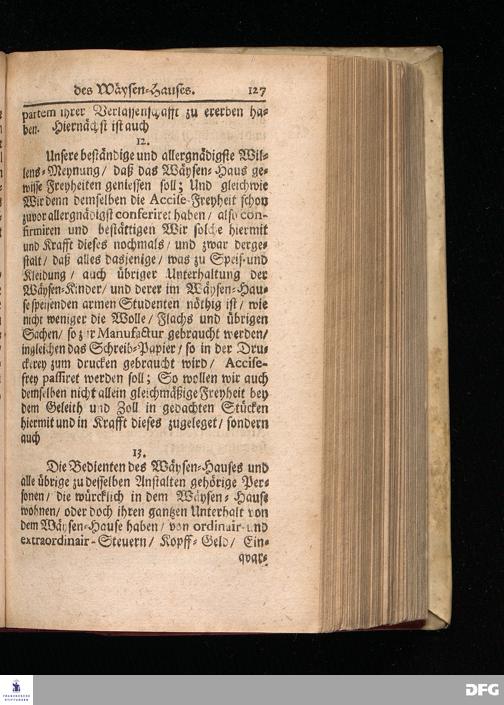 des Wäysen-Hauses. 127
partem ihrer Verlassenschafft zu ererben ha-
ben. Hiernächst ist auch
12.
Unsere beständige und allergnädigste Wil-
lens-Meynung/ daß das Wäysen-Haus ge-
wisse Freyheiten geniessen soll; Und gleichwie
Wir denn demselben die Accise-Freyheit schon
zuvor allergnädigst conferiret haben/ also con-
firmiren und bestättigen Wir solche hiermit
und Krafft dieses nochmals/ und zwar derge-
stalt/ daß alles dasjenige/ was zu Speis-und
Kleidung/ auch übriger Unterhaltung der
Wäysen-Kinder/ und derer im Wäysen-Hau-
se speisenden armen Studenten nöthig ist/ wie
nicht weniger die Wolle/ Flachs und übrigen
Sachen/ so zur Manufactur gebraucht werden/
ingleichen das Schreib-Papier/ so in der Dru-
ckerey zum drucken gebraucht wird/ Accise-
frey passiret werden soll; So wollen wir auch
demselben nicht allein gleichmäßige Freyheit bey
dem Geleith und Zoll in gedachten Stücken
hiermit und in Krafft dieses zugeleget/ sondern
auch
13.
Die Bedienten des Wäysen-Hauses und
alle übrige zu desselben Anstalten gehörige Per-
sonen/ die würcklich in dem Wäysen-Hause
wohnen/ oder doch ihren gantzen Unterhalt von
dem Wäysen-Hause haben/ von ordinair-und
extraordinair-Steuern/ Kopff-Geld/ Ein-
qvar-
FRANCKESCHE
STIFTUNGEN
DFG